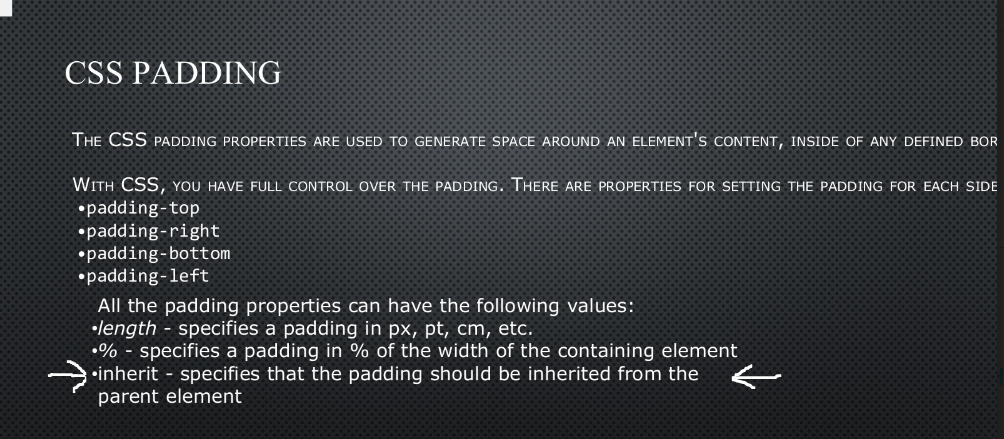 CSS PADDING
THE CSS PADDING PROPERTIES ARE USED TO GENERATE SPACE AROUND AN ELEMENT'S CONTENT, INSIDE OF ANY DEFINED BOR
WITH CSS, YOU HAVE FULL CONTROL OVER THE PADDING. THERE ARE PROPERTIES FOR SETTING THE PADDING FOR EACH SIDE
•padding-top
•padding-right
•padding-bottom
•padding-left
All the padding properties can have the following values:
•length - specifies a padding in px, pt, cm, etc.
•% - specifies a padding in % of the width of the containing element
•inherit - specifies that the padding should be inherited from the
parent element